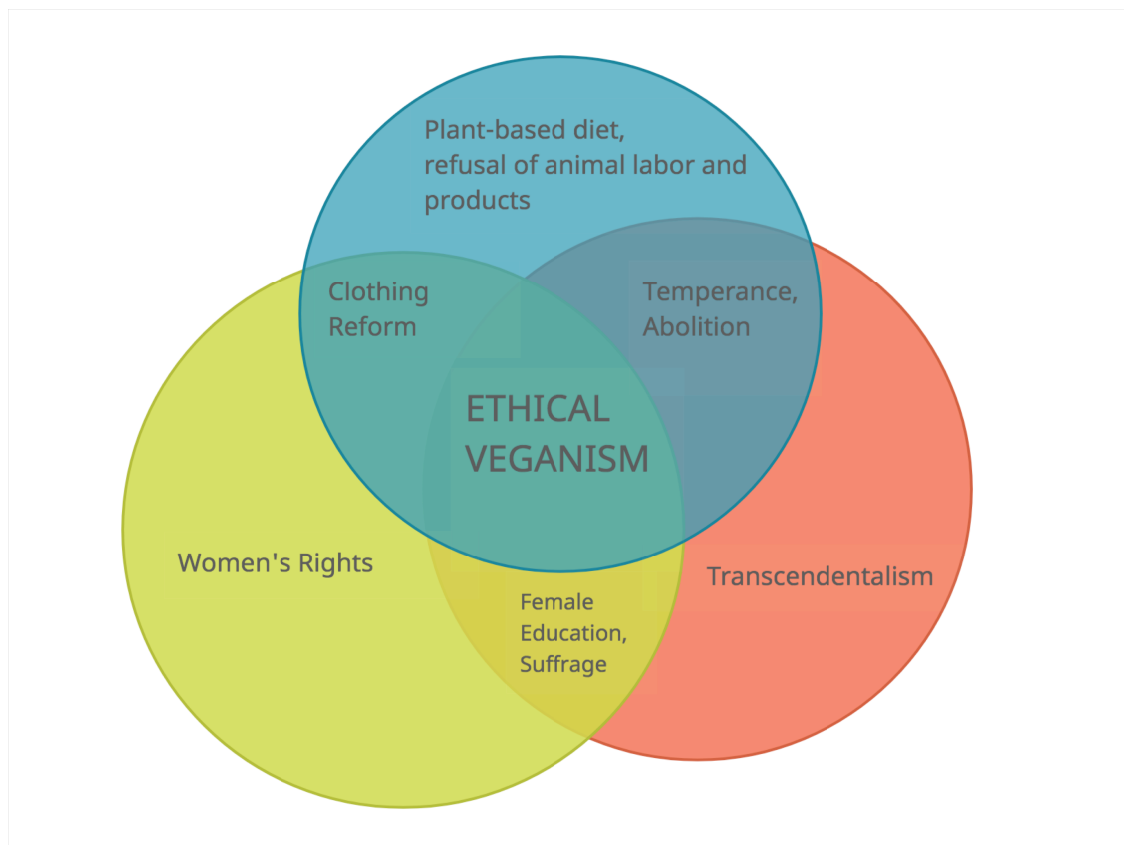 Plant-based diet,
refusal of animal labor and
products
Clothing
Reform
Temperance,
Abolition
ETHICAL
VEGANISM
Women's Rights
Transcendentalism
Female
Education,
Suffrage